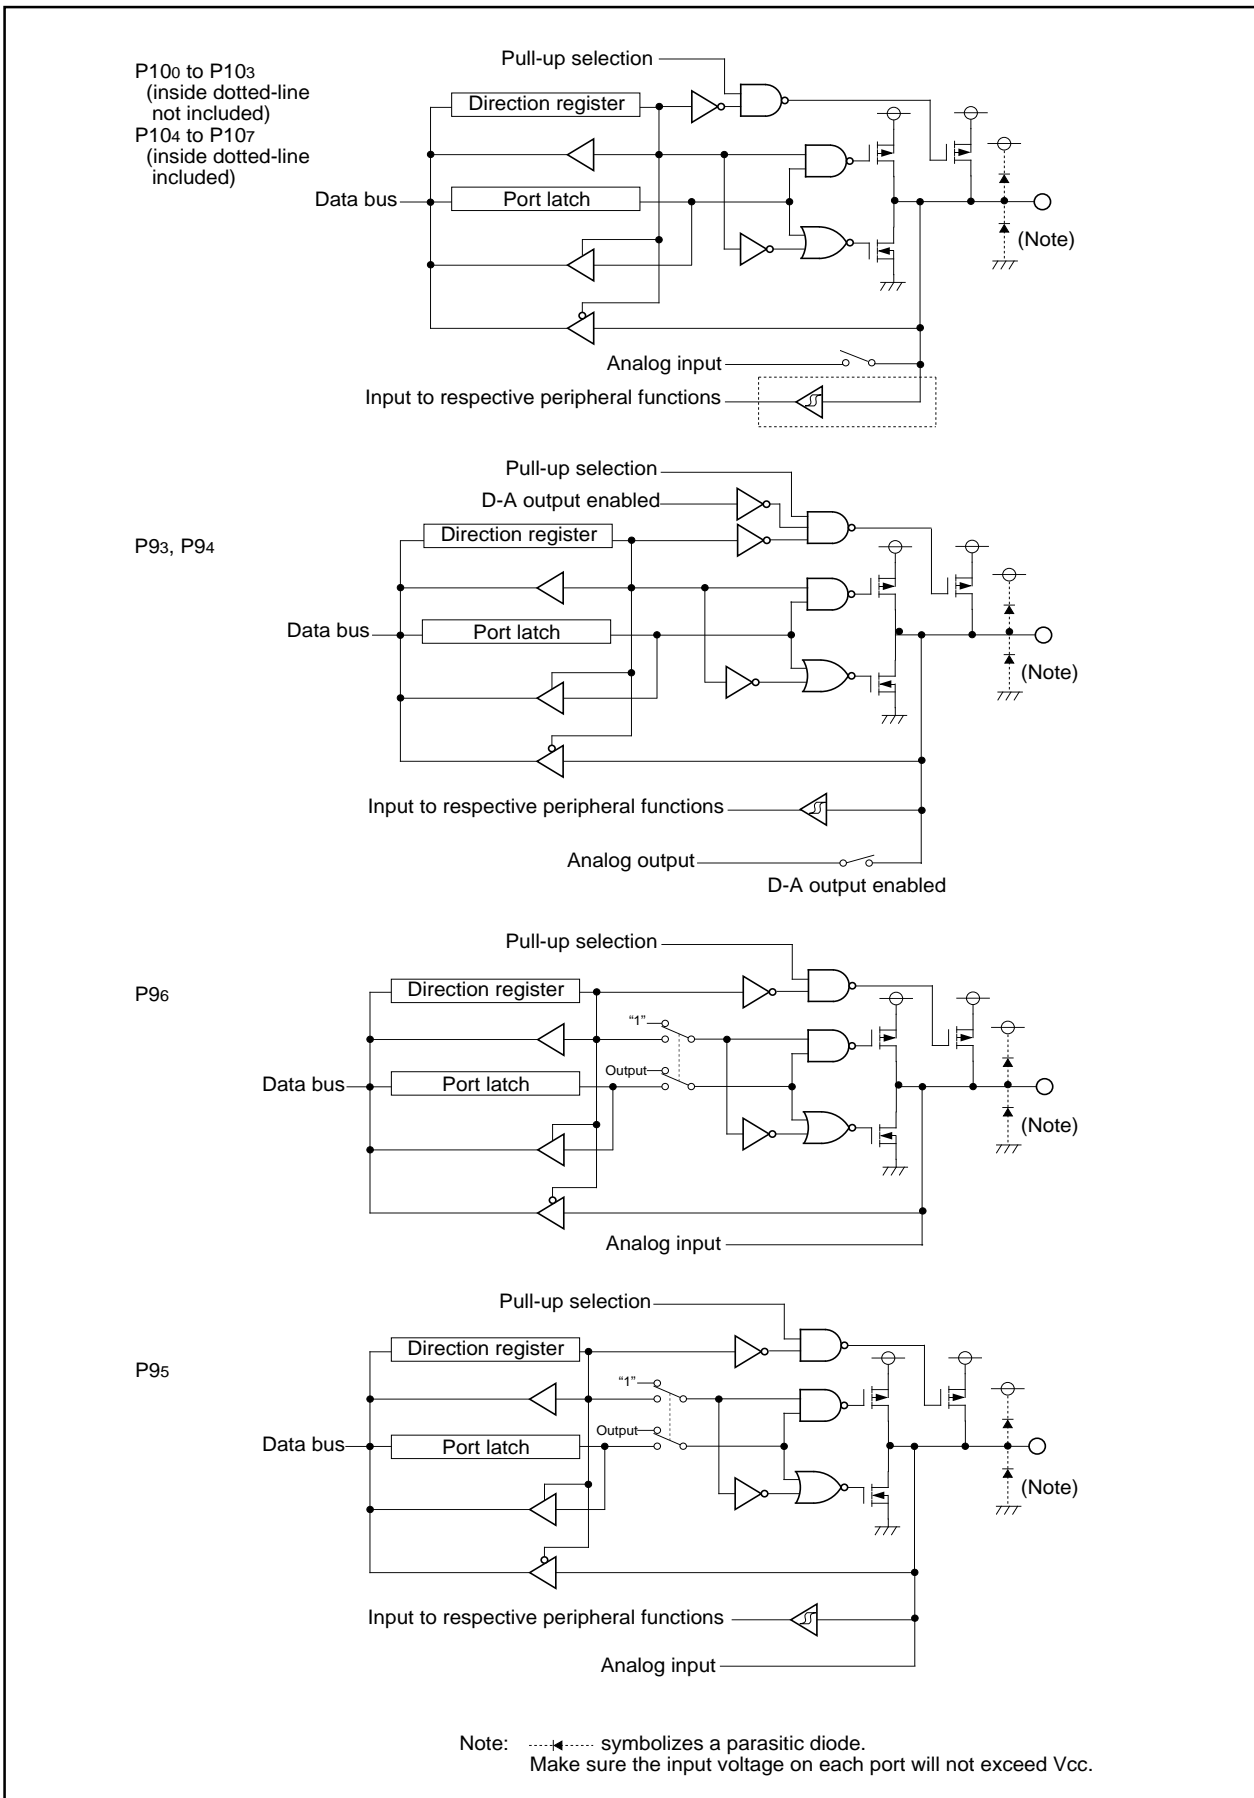 Pull-up selection
P100 to P103
(inside dotted-line
not included)
P104 to P107
(inside dotted-line
included)
Direction register
Data bus
Port latch
(Note)
Analog input
Input to respective peripheral functions
Pull-up selection
D-A output enabled
P93, P94
Direction register
Data bus
Port latch
(Note)
Input to respective peripheral functions
Analog output
D-A output enabled
Pull-up selection
P96
Direction register
“1”
Output
Data bus
Port latch
(Note)
Analog input
Pull-up selection
P95
Direction register
“1”
Output
Data bus
Port latch
(Note)
Input to respective peripheral functions
Analog input
Note: symbolizes a parasitic diode.
Make sure the input voltage on each port will not exceed Vcc.